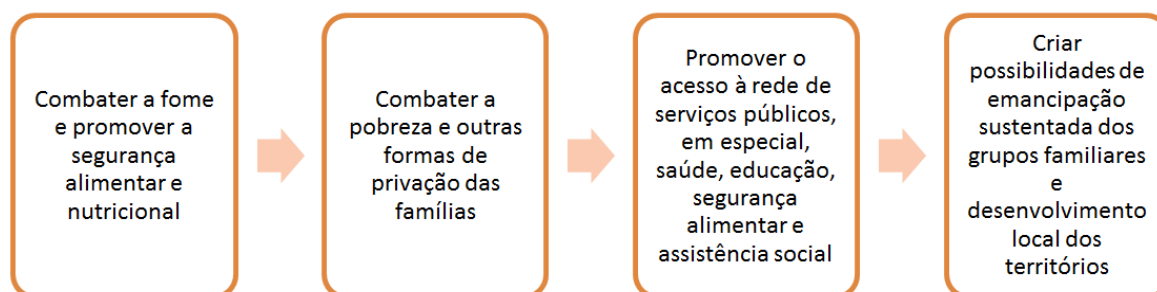 Combater a fome
e promover a
segurança
alimentar e
nutricional
Combater a
pobreza e outras
formas de
privação das
famílias
Promover o
acesso à rede de
serviços públicos,
em especial,
saúde, educação,
segurança
alimentar e
assistência social
Criar
possibilidades de
emancipação
sustentada dos
grupos familiares
e
desenvolvimento
local dos
territórios